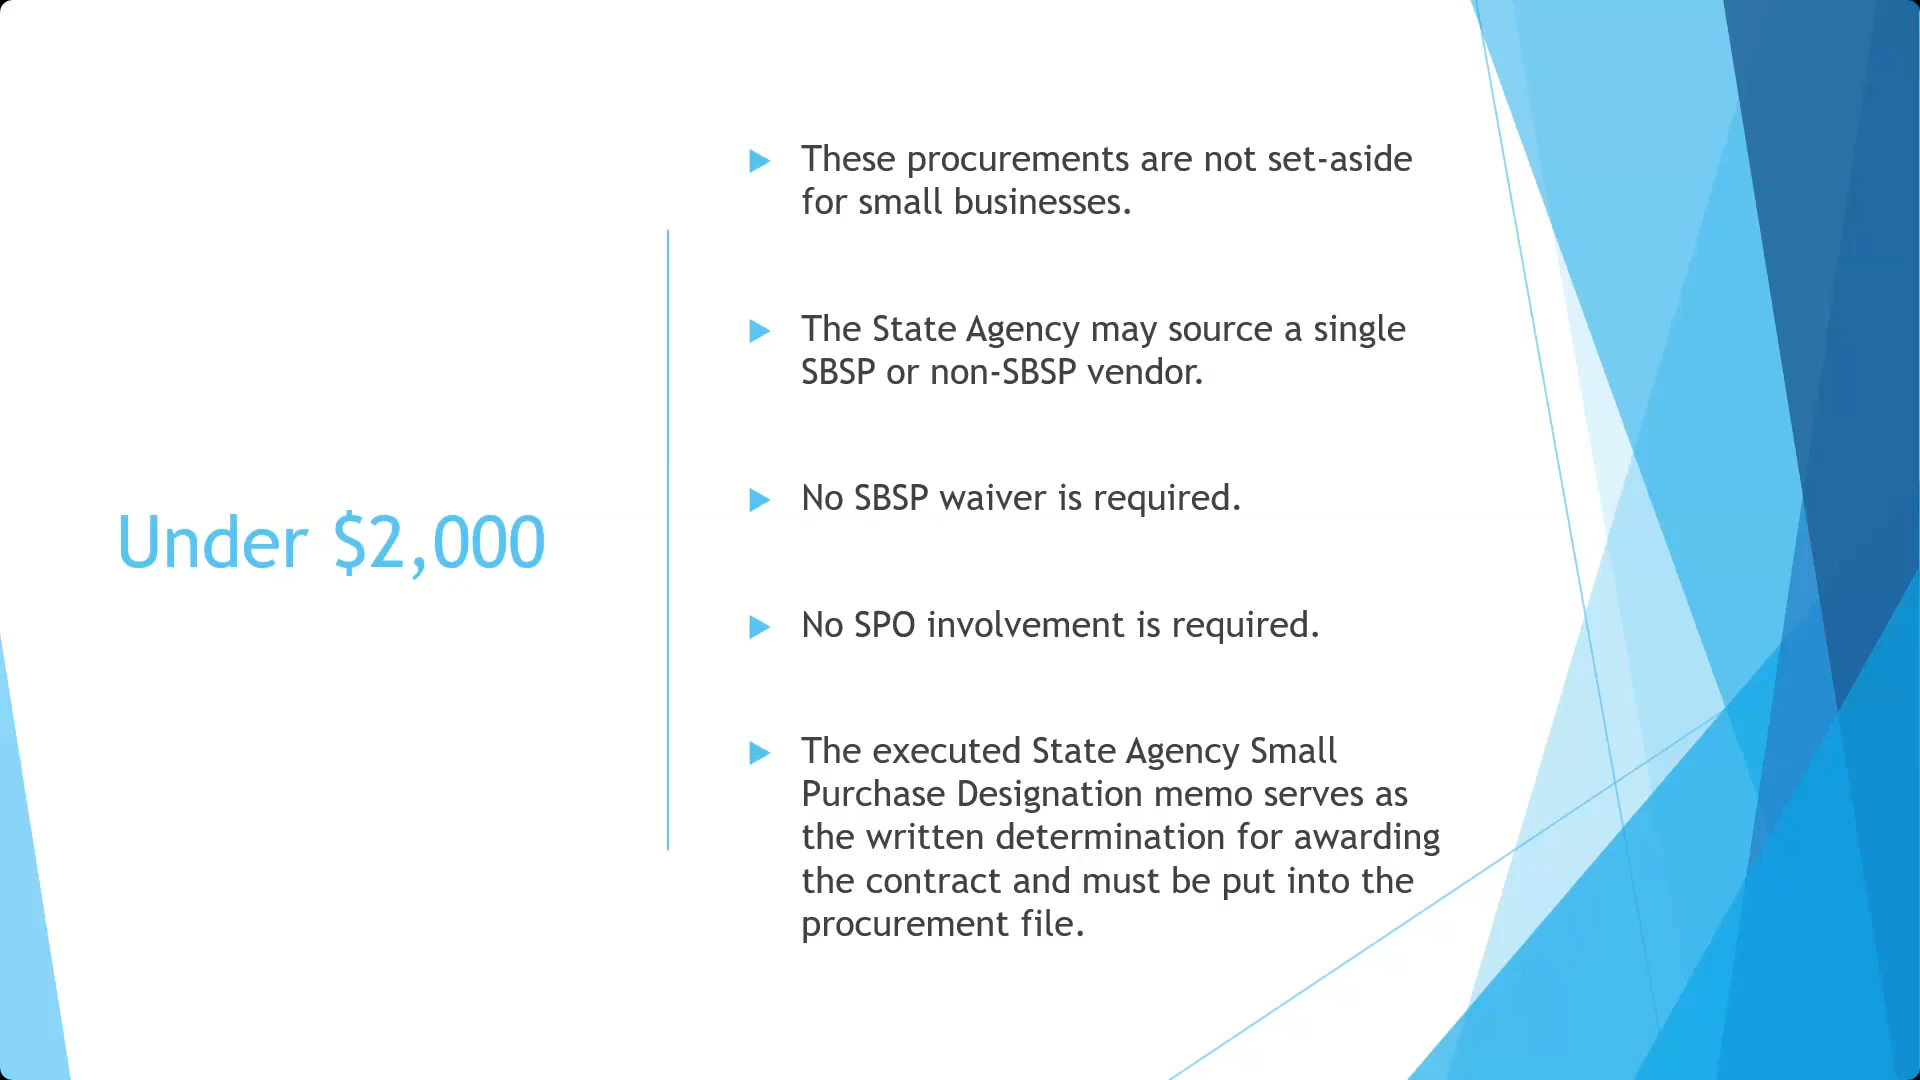 Under $2,000
These procurements are not set-aside
for small businesses.
The State Agency may source a single
SBSP or non-SBSP vendor.
No SBSP waiver is required.
No SPO involvement is required.
The executed State Agency Small
Purchase Designation memo serves as
the written determination for awarding
the contract and must be put into the
procurement file.